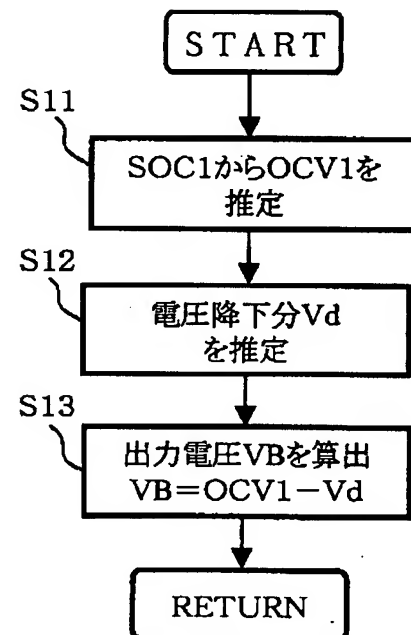 START
S11
SOC1からOCV1を
推定
S12
電圧降下分Vd
を推定
S13
出力電圧VBを算出
VB=OCV1-Vd
RETURN